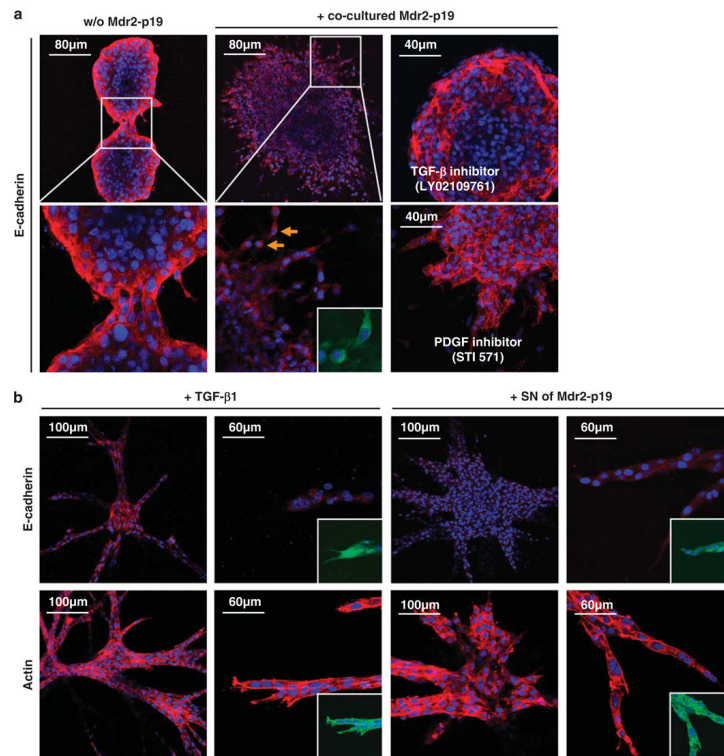 a
w/o Mdr2-p19
+ co-cultured Mdr2-p19
E-cadherin
80µm
80µm
40µm
TGF-β inhibitor
(LY02109761)
40µm
PDGF inhibitor
(STI 571)
b
+ TGF-β1
+ SN of Mdr2-p19
E-cadherin
100µm
60µm
100µm
60µm
Actin
100µm
60µm
100µm
60µm